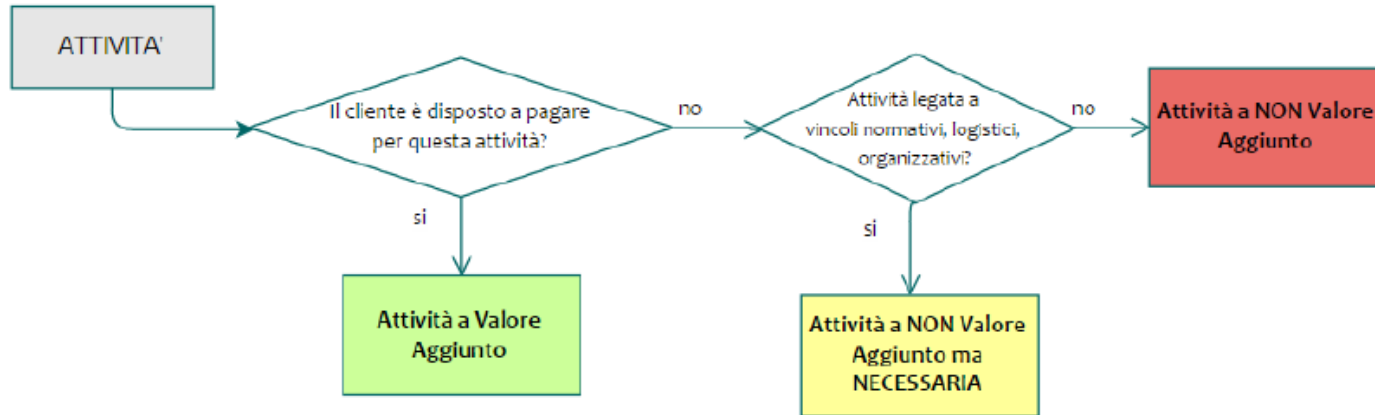 ATTIVITA'
Il cliente è disposto a pagare
per questa attività?
no
Attività legata a
vincoli normativi, logistici,
organizzativi?
no
Attività a NON Valore
Aggiunto
si
si
Attività a Valore
Aggiunto
Attività a NON Valore
Aggiunto ma
NECESSARIA